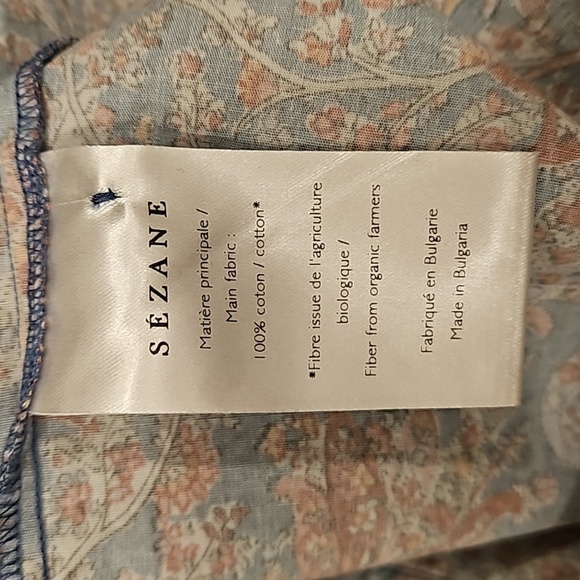 SÉZANE
Matière principale /
Main fabric :
100% coton / cotton*
*Fibre issue de l'agriculture
biologique /
Fiber from organic farmers
Fabriqué en Bulgarie
Made in Bulgaria